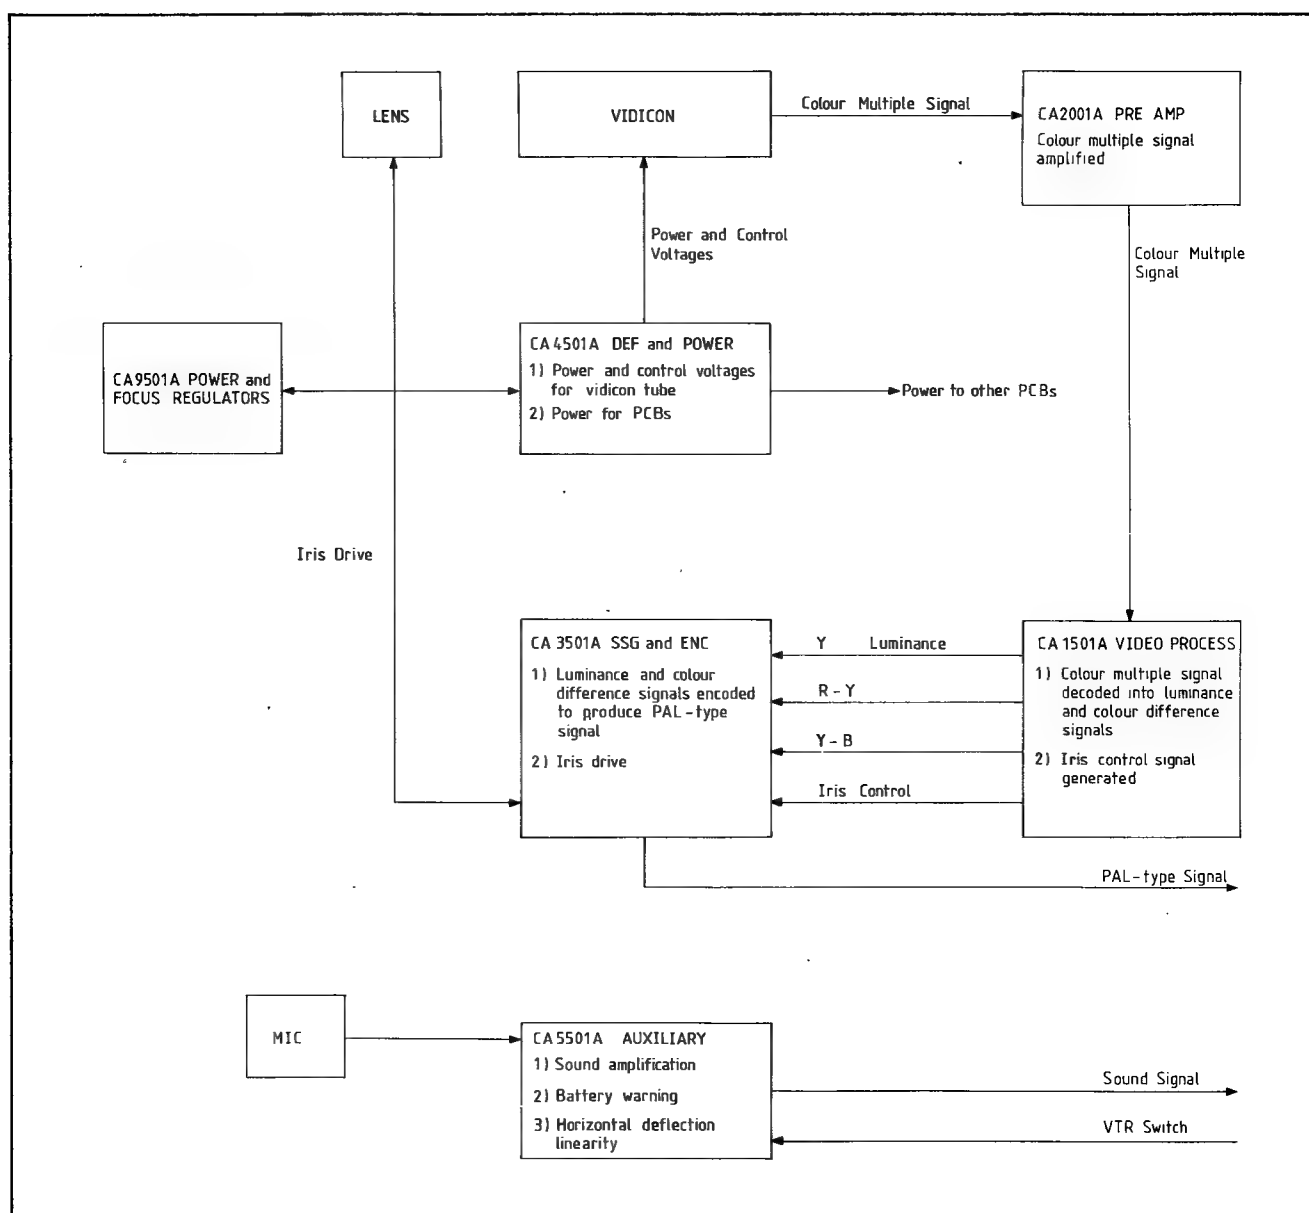 LENS
VIDICON
Colour Multiple Signal
CA2001A PRE AMP
Colour multiple signal
amplified
Power and Control
Voltages
Colour Multiple
Signal
CA9501A POWER and
FOCUS REGULATORS
CA4501A DEF and POWER
1) Power and control voltages
for vidicon tube
2) Power for PCBs
Power to other PCBs
Iris Drive
CA 3501A SSG and ENC
1) Luminance and colour
difference signals encoded
to produce PAL-type
signal
2) Iris drive
Y Luminance
R-Y
Y-B
Iris Control
CA 1501A VIDEO PROCESS
1) Colour multiple signal
decoded into luminance
and colour difference
signals
2) Iris control signal
generated
PAL-type Signal
MIC
CA5501A AUXILIARY
1) Sound amplification
2) Battery warning
3) Horizontal deflection
linearity
Sound Signal
VTR Switch